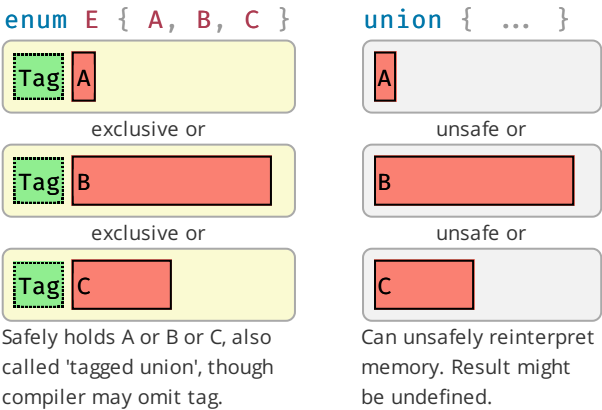 enum E { A, B, C }
Tag A
exclusive or
Tag B
exclusive or
Tag C
Safely holds A or B or C, also
called 'tagged union', though
compiler may omit tag.
union { … }
A
unsafe or
B
unsafe or
C
Can unsafely reinterpret
memory. Result might
be undefined.